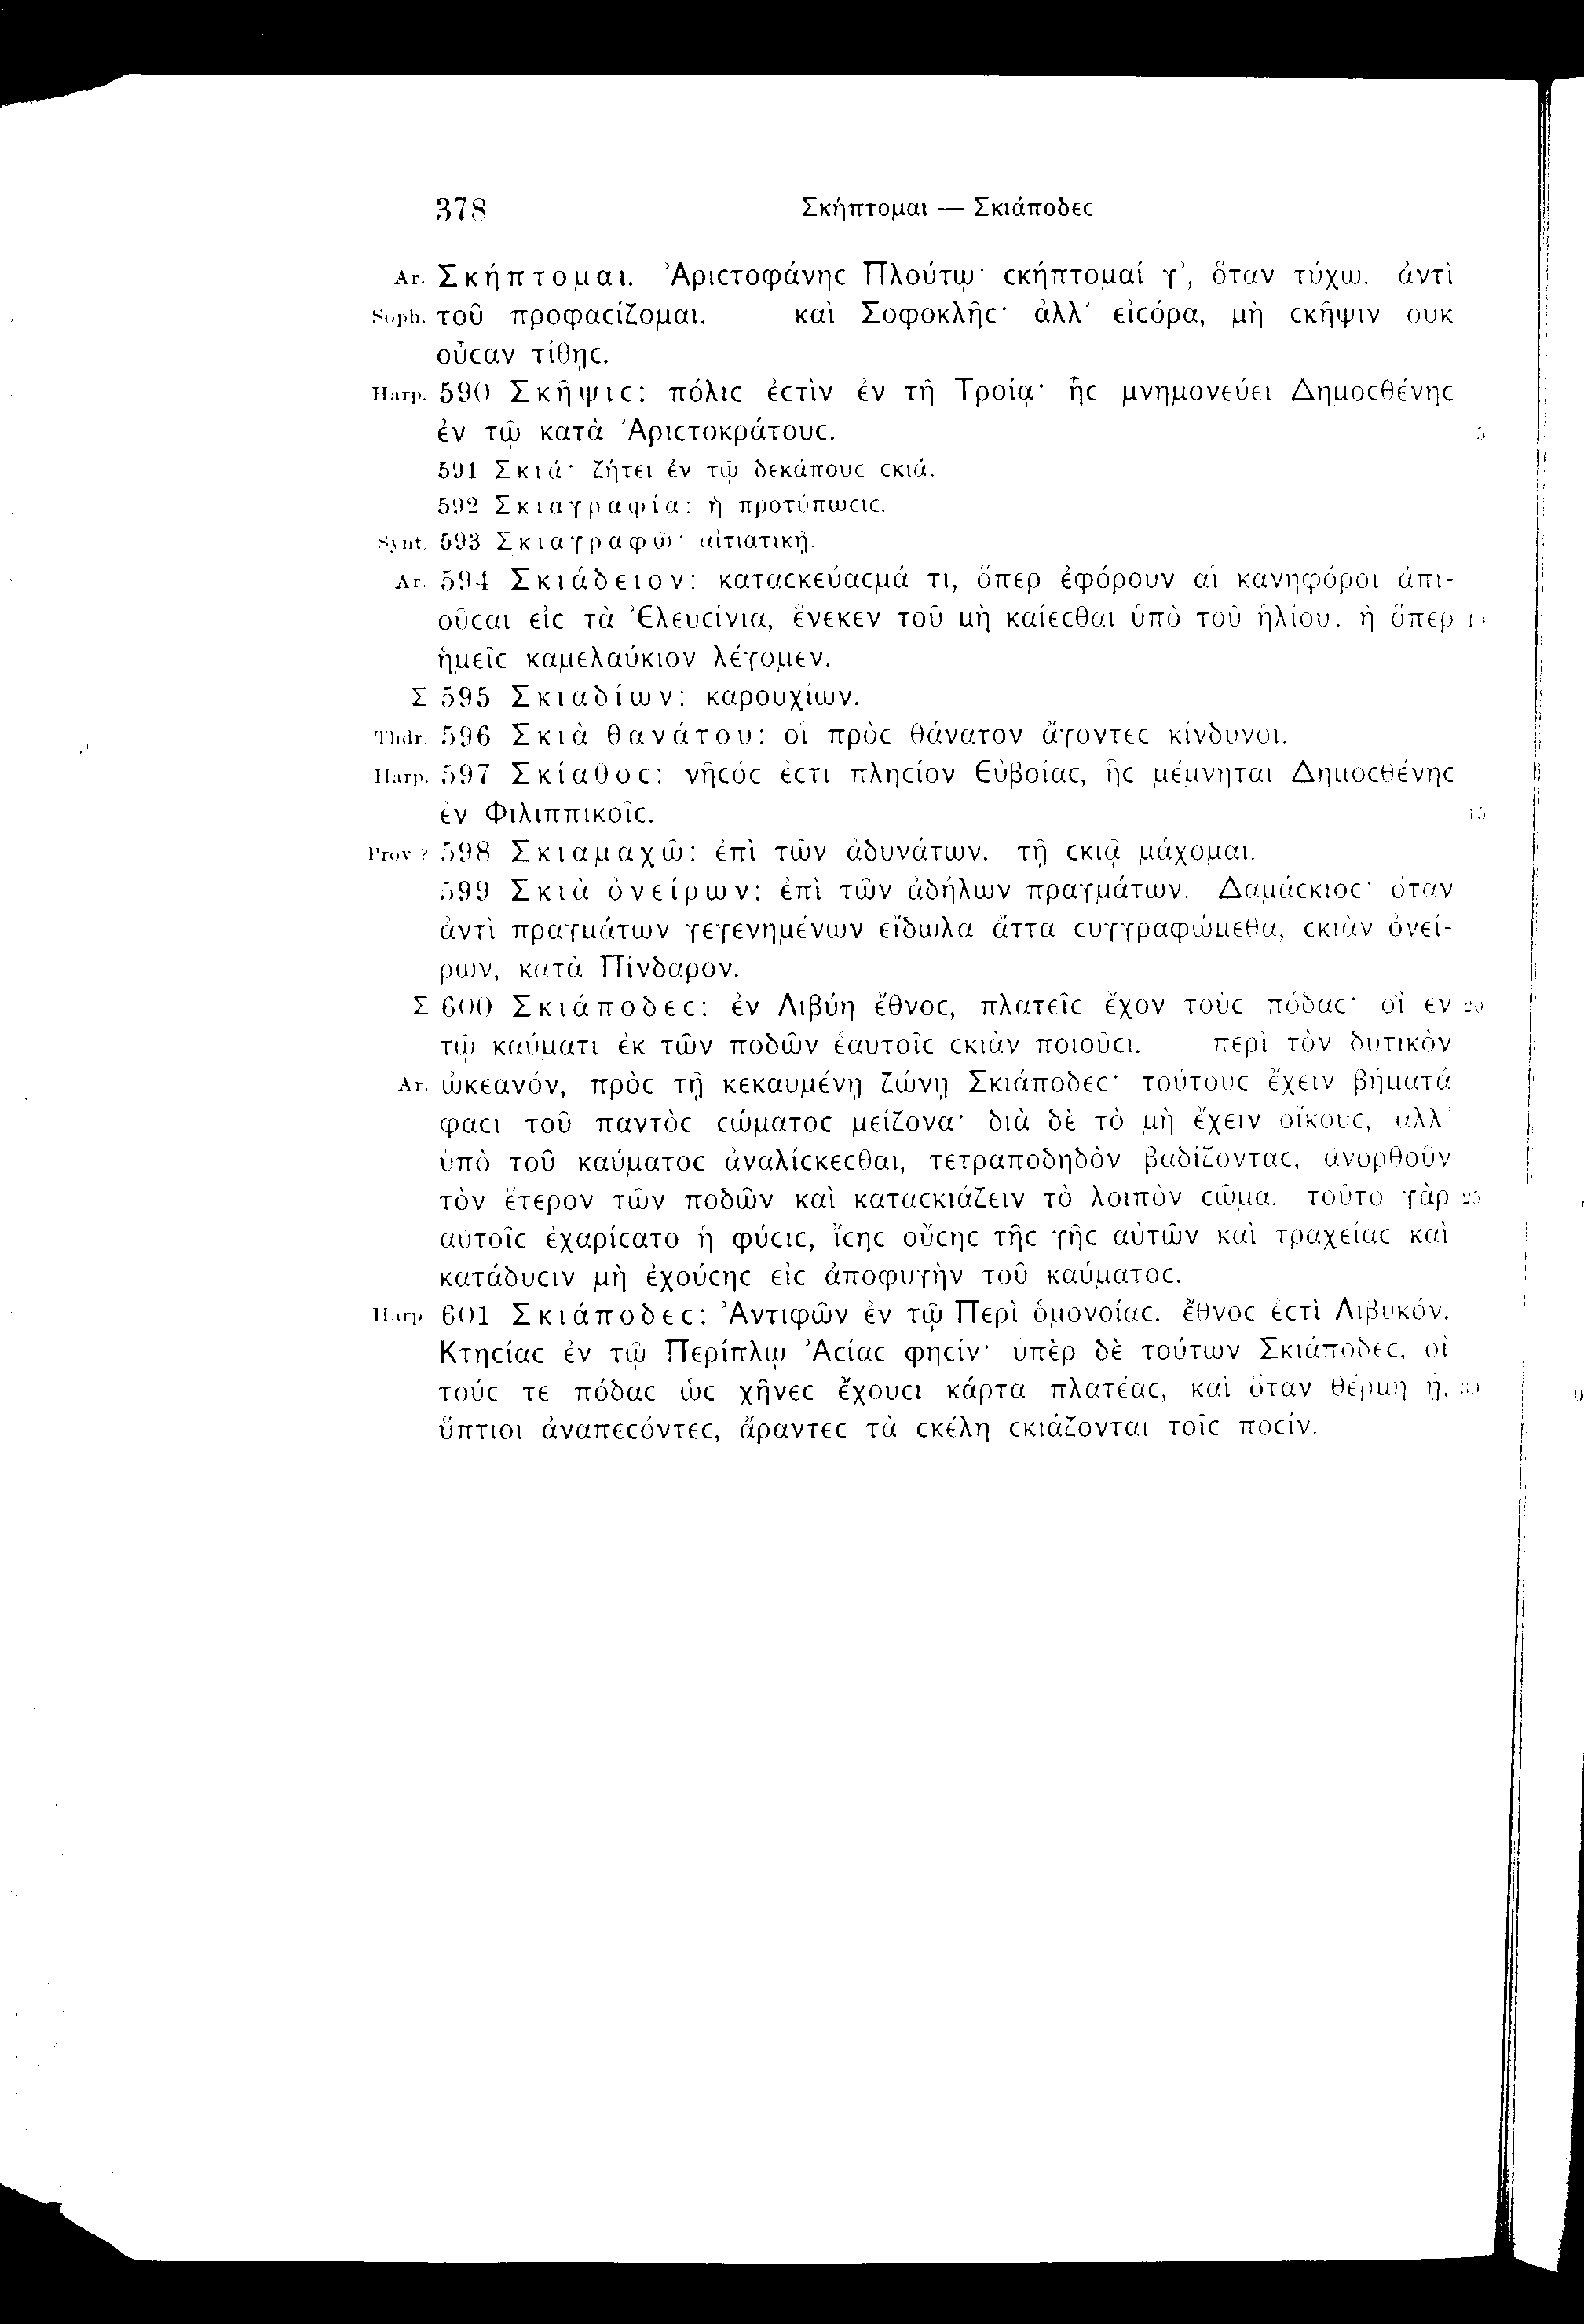 378 Σκήπτομαι — Σκιάποδεϲ
Ar. Σκήπτομαι. Ἀριϲτοφάνηϲ Πλούτῳ· ϲκήπτομαί γ', ὅταν τύχω. ἀντὶ
Soph. τοῦ προφαϲίζομαι. καὶ Σοφοκλῆϲ· ἀλλ' εἰϲόρα, μὴ ϲκῆψιν οὐκ
οὖϲαν τίθηϲ.
Harp. 590 Σκῆψιϲ: πόλιϲ ἐϲτὶν ἐν τῇ Τροίᾳ· ἧϲ μνημονεύει Δημοϲθένηϲ
ἐν τῷ κατὰ Ἀριϲτοκράτουϲ. 5
591 Σκιά· ζήτει ἐν τῷ δεκάπουϲ ϲκιά.
592 Σκιαγραφία: ἡ προτύπωϲιϲ.
Synt. 593 Σκιαγραφῶ· αἰτιατικῇ.
Ar. 594 Σκιάδειον: καταϲκεύαϲμά τι, ὅπερ ἐφόρουν αἱ κανηφόροι ἀπι-
οῦϲαι εἰϲ τὰ Ἐλευϲίνια, ἕνεκεν τοῦ μὴ καίεϲθαι ὑπὸ τοῦ ἡλίου. ἢ ὅπερ
ἡμεῖϲ καμελαύκιον λέγομεν.
Σ 595 Σκιαδίων: καρουχίων.
Thdr. 596 Σκιὰ θανάτου: οἱ πρὸϲ θάνατον ἄγοντεϲ κίνδυνοι.
Harp. 597 Σκίαθοϲ: νῆϲόϲ ἐϲτι πληϲίον Εὐβοίαϲ, ἧϲ μέμνηται Δημοϲθένηϲ
ἐν Φιλιππικοῖϲ. 15
Prov? 598 Σκιαμαχῶ: ἐπὶ τῶν ἀδυνάτων. τῇ ϲκιᾷ μάχομαι.
599 Σκιὰ ὀνείρων: ἐπὶ τῶν ἀδήλων πραγμάτων. Δαμάϲκιοϲ· ὅταν
ἀντὶ πραγμάτων γεγενημένων εἴδωλα ἄττα ϲυγγραφώμεθα, ϲκιὰν ὀνεί-
ρων, κατὰ Πίνδαρον.
Σ 600 Σκιάποδεϲ: ἐν Λιβύῃ ἔθνοϲ, πλατεῖϲ ἔχον τοὺϲ πόδαϲ· οἳ ἐν 20
τῷ καύματι ἐκ τῶν ποδῶν ἑαυτοῖϲ ϲκιὰν ποιοῦϲι. περὶ τὸν δυτικὸν
Ar. ὠκεανόν, πρὸϲ τῇ κεκαυμένῃ ζώνῃ Σκιάποδεϲ· τούτουϲ ἔχειν βήματά
φαϲι τοῦ παντὸϲ ϲώματοϲ μείζονα· διὰ δὲ τὸ μὴ ἔχειν οἴκουϲ, ἀλλ'
ὑπὸ τοῦ καύματοϲ ἀναλίϲκεϲθαι, τετραποδηδὸν βαδίζονταϲ, ἀνορθοῦν
τὸν ἕτερον τῶν ποδῶν καὶ καταϲκιάζειν τὸ λοιπὸν ϲῶμα. τοῦτο γὰρ 25
αὐτοῖϲ ἐχαρίϲατο ἡ φύϲιϲ, ἴϲηϲ οὔϲηϲ τῆϲ γῆϲ αὐτῶν καὶ τραχείαϲ καὶ
κατάδυϲιν μὴ ἐχούϲηϲ εἰϲ ἀποφυγὴν τοῦ καύματοϲ.
Harp. 601 Σκιάποδεϲ: Ἀντιφῶν ἐν τῷ Περὶ ὁμονοίαϲ. ἔθνοϲ ἐϲτὶ Λιβυκόν.
Κτηϲίαϲ ἐν τῷ Περίπλῳ Ἀϲίαϲ φηϲίν· ὑπὲρ δὲ τούτων Σκιάποδεϲ, οἳ
τούϲ τε πόδαϲ ὡϲ χῆνεϲ ἔχουϲι κάρτα πλατέαϲ, καὶ ὅταν θέρμη ᾖ, 30
ὕπτιοι ἀναπεϲόντεϲ, ἄραντεϲ τὰ ϲκέλη ϲκιάζονται τοῖϲ ποϲίν.